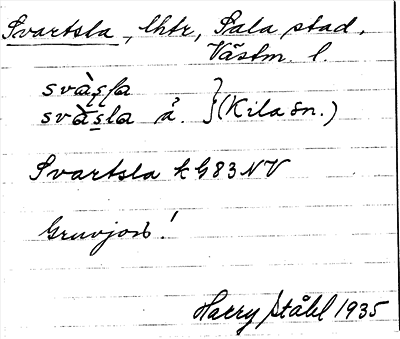 Svartsla, lhtr, Sala stad,
Västm. l.
svàsla
svàsla å. } (Kila sn.)
Svartsla k G83NV
Gruvjord!
Harry Ståhl 1935